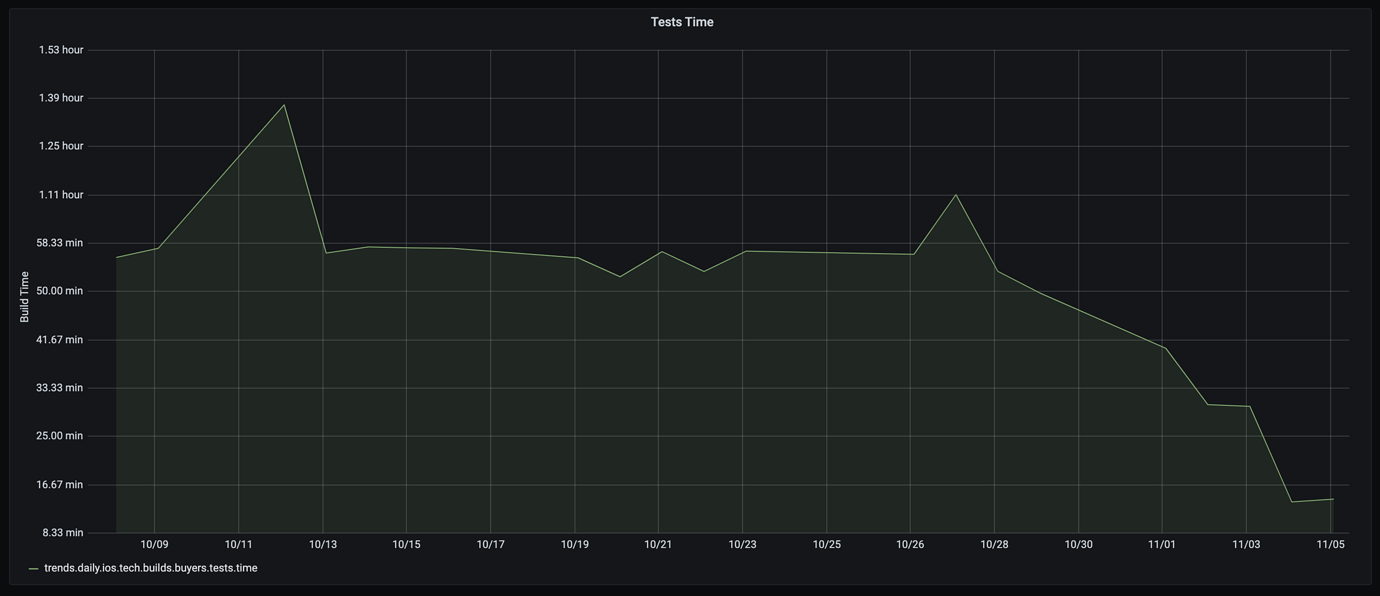 Tests Time
1.53 hour
1.39 hour
1.25 hour
1.11 hour
58.33 min
50.00 min
41.67 min
33.33 min
25.00 min
16.67 min
8.33 min
Build Time
10/09 10/11 10/13 10/15 10/17 10/19 10/21 10/23 10/25 10/26 10/28 10/30 11/01 11/03 11/05
trends.daily.ios.tech.builds.buyers.tests.time